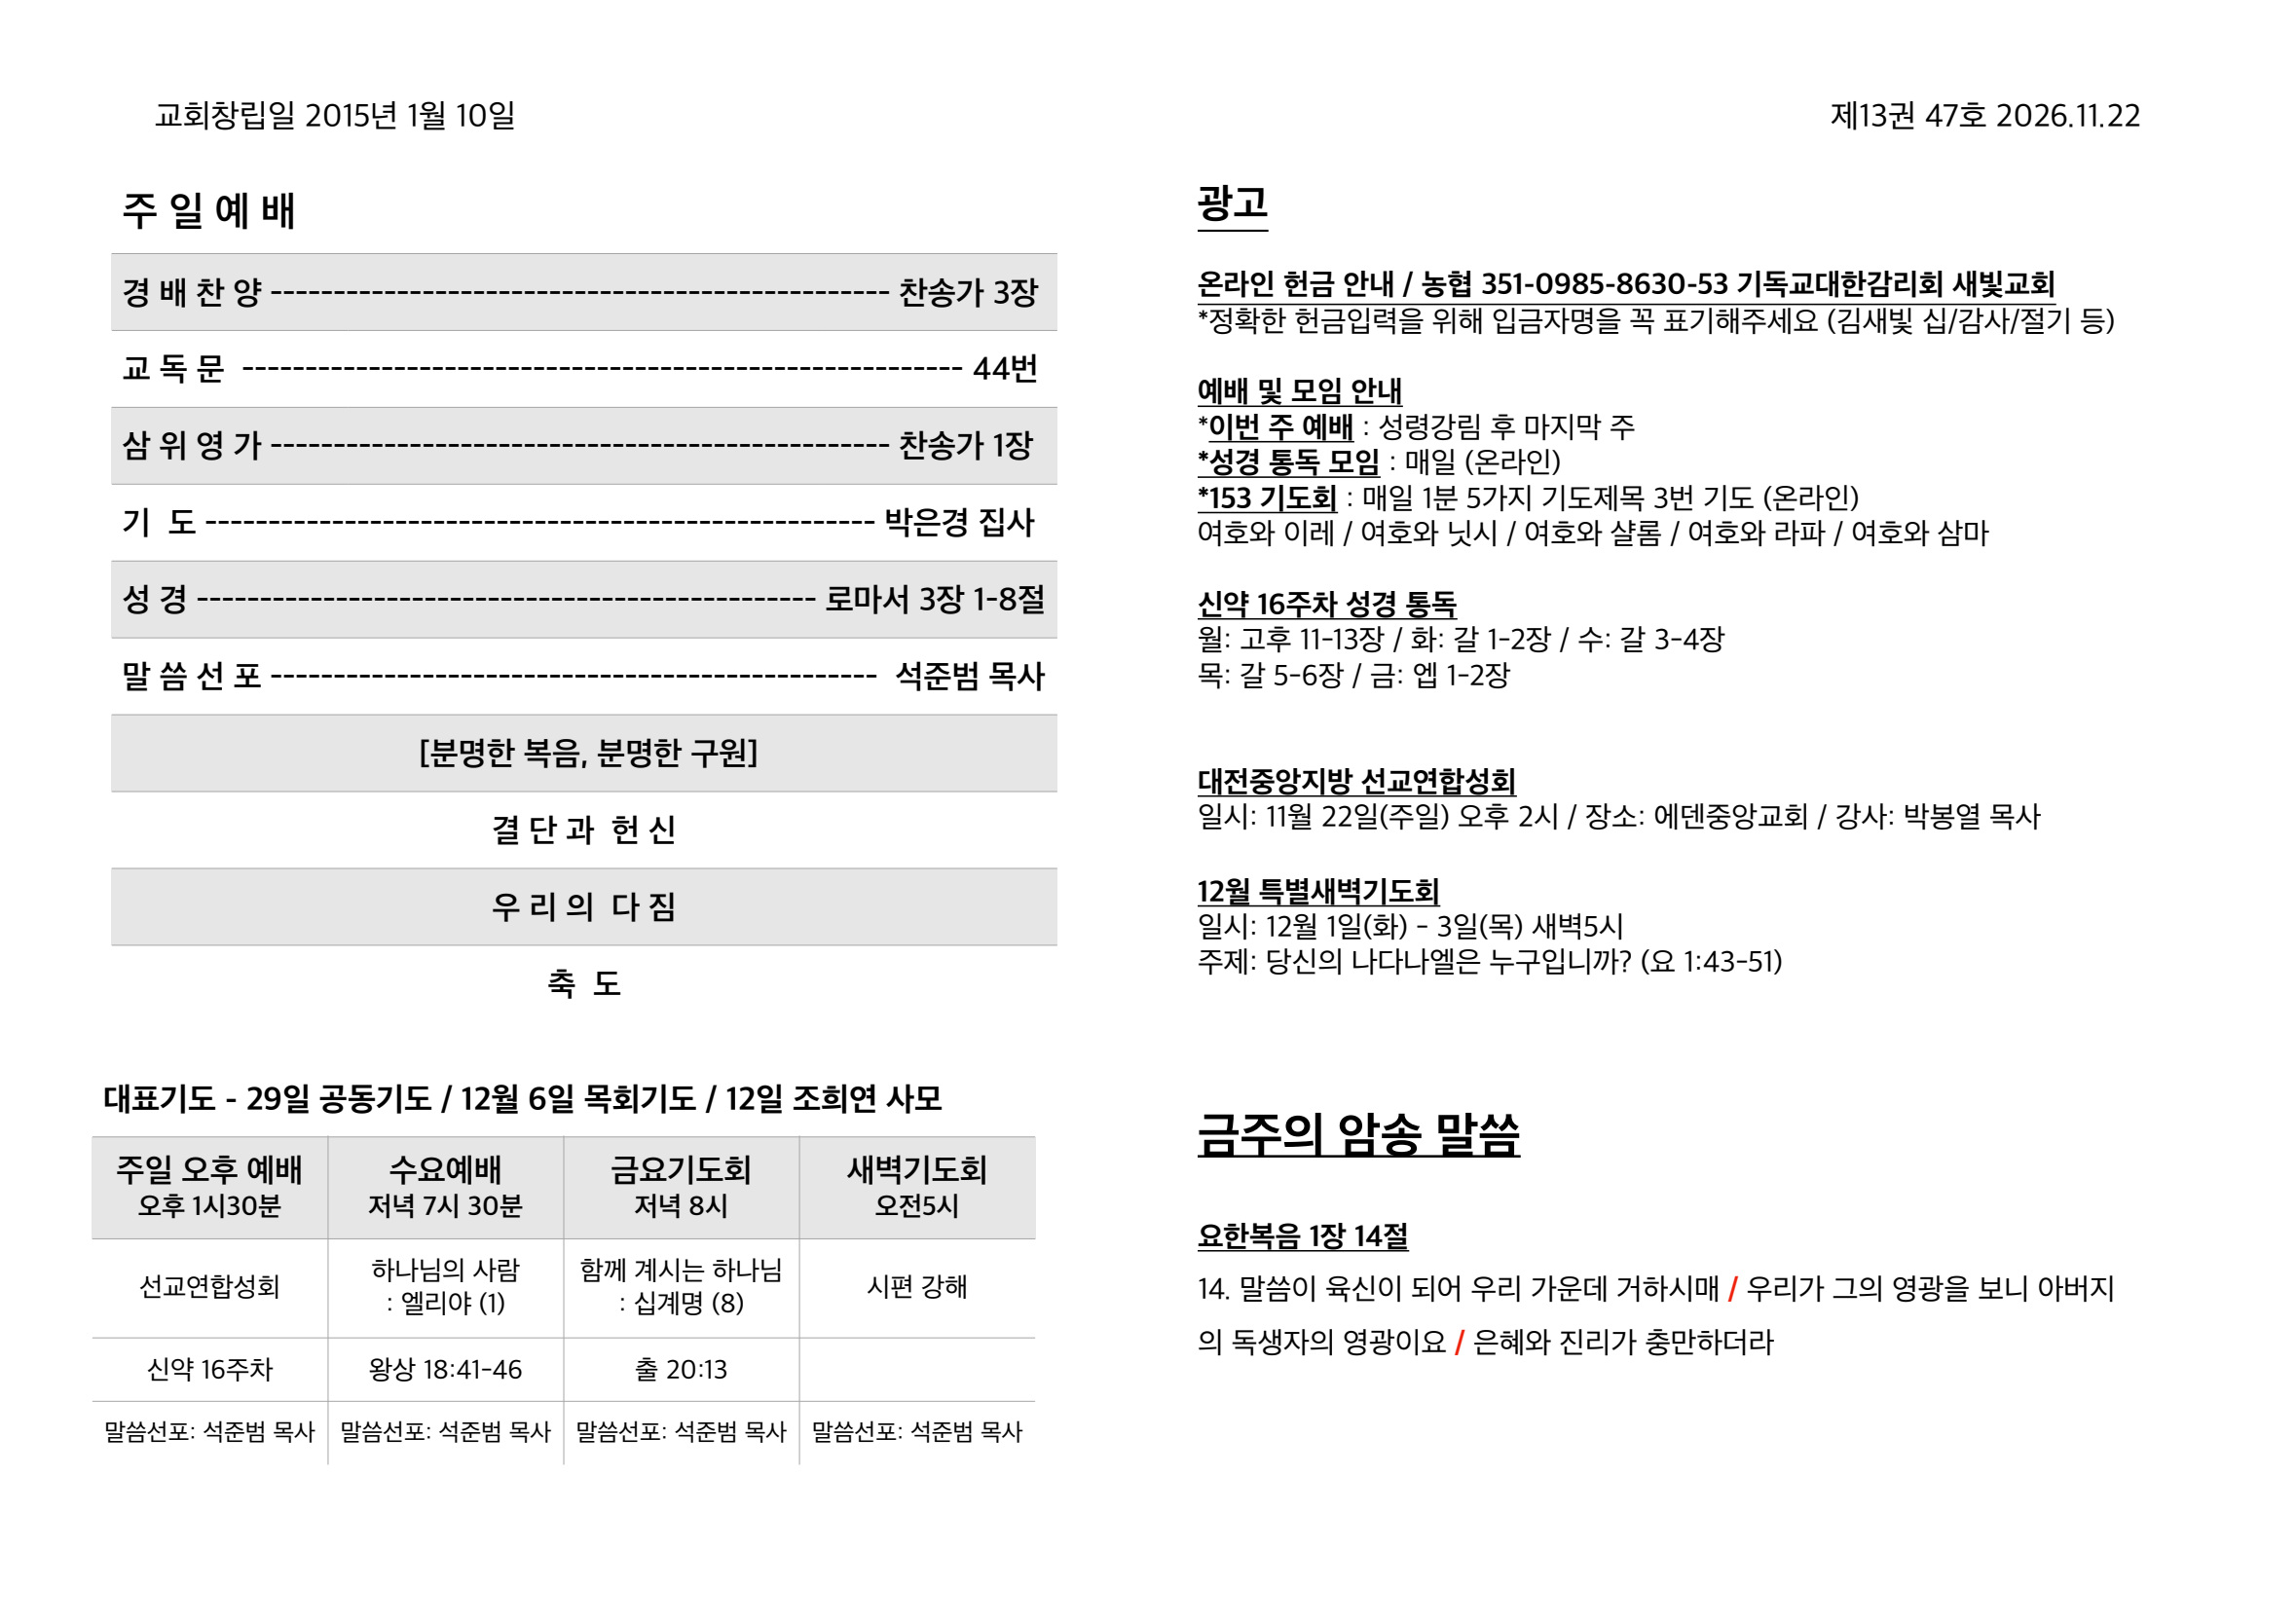 교회창립일 2015년 1월 10일
제13권 47호 2026.11.22
주 일 예 배
경 배 찬 양 ------------------------------------------------- 찬송가 3장
교 독 문 --------------------------------------------------------- 44번
삼 위 영 가 ------------------------------------------------- 찬송가 1장
기 도 ----------------------------------------------------- 박은경 집사
성 경 ------------------------------------------------- 로마서 3장 1-8절
말 씀 선 포 ------------------------------------------------ 석준범 목사
[분명한 복음, 분명한 구원]
결 단 과 헌 신
우 리 의 다 짐
축 도
대표기도 - 29일 공동기도 / 12월 6일 목회기도 / 12일 조희연 사모
주일 오후 예배 수요예배 금요기도회 새벽기도회
오후 1시30분 저녁 7시 30분 저녁 8시 오전5시
선교연합성회 하나님의 사람 함께 계시는 하나님 시편 강해
: 엘리야 (1) : 십계명 (8)
신약 16주차 왕상 18:41-46 출 20:13
말씀선포: 석준범 목사 말씀선포: 석준범 목사 말씀선포: 석준범 목사 말씀선포: 석준범 목사
광고
온라인 헌금 안내 / 농협 351-0985-8630-53 기독교대한감리회 새빛교회
*정확한 헌금입력을 위해 입금자명을 꼭 표기해주세요 (김새빛 십/감사/절기 등)
예배 및 모임 안내
*이번 주 예배 : 성령강림 후 마지막 주
*성경 통독 모임 : 매일 (온라인)
*153 기도회 : 매일 1분 5가지 기도제목 3번 기도 (온라인)
여호와 이레 / 여호와 닛시 / 여호와 샬롬 / 여호와 라파 / 여호와 삼마
신약 16주차 성경 통독
월: 고후 11-13장 / 화: 갈 1-2장 / 수: 갈 3-4장
목: 갈 5-6장 / 금: 엡 1-2장
대전중앙지방 선교연합성회
일시: 11월 22일(주일) 오후 2시 / 장소: 에덴중앙교회 / 강사: 박봉열 목사
12월 특별새벽기도회
일시: 12월 1일(화) - 3일(목) 새벽5시
주제: 당신의 나다나엘은 누구입니까? (요 1:43-51)
금주의 암송 말씀
요한복음 1장 14절
14. 말씀이 육신이 되어 우리 가운데 거하시매 / 우리가 그의 영광을 보니 아버지
의 독생자의 영광이요 / 은혜와 진리가 충만하더라